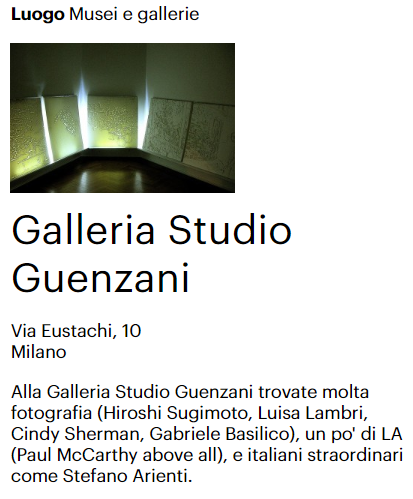 Luogo Musei e gallerie
Galleria Studio
Guenzani
Via Eustachi, 10
Milano
Alla Galleria Studio Guenzani trovate molta
fotografia (Hiroshi Sugimoto, Luisa Lambri,
Cindy Sherman, Gabriele Basilico), un po' di LA
(Paul McCarthy above all), e italiani straordinari
come Stefano Arienti.